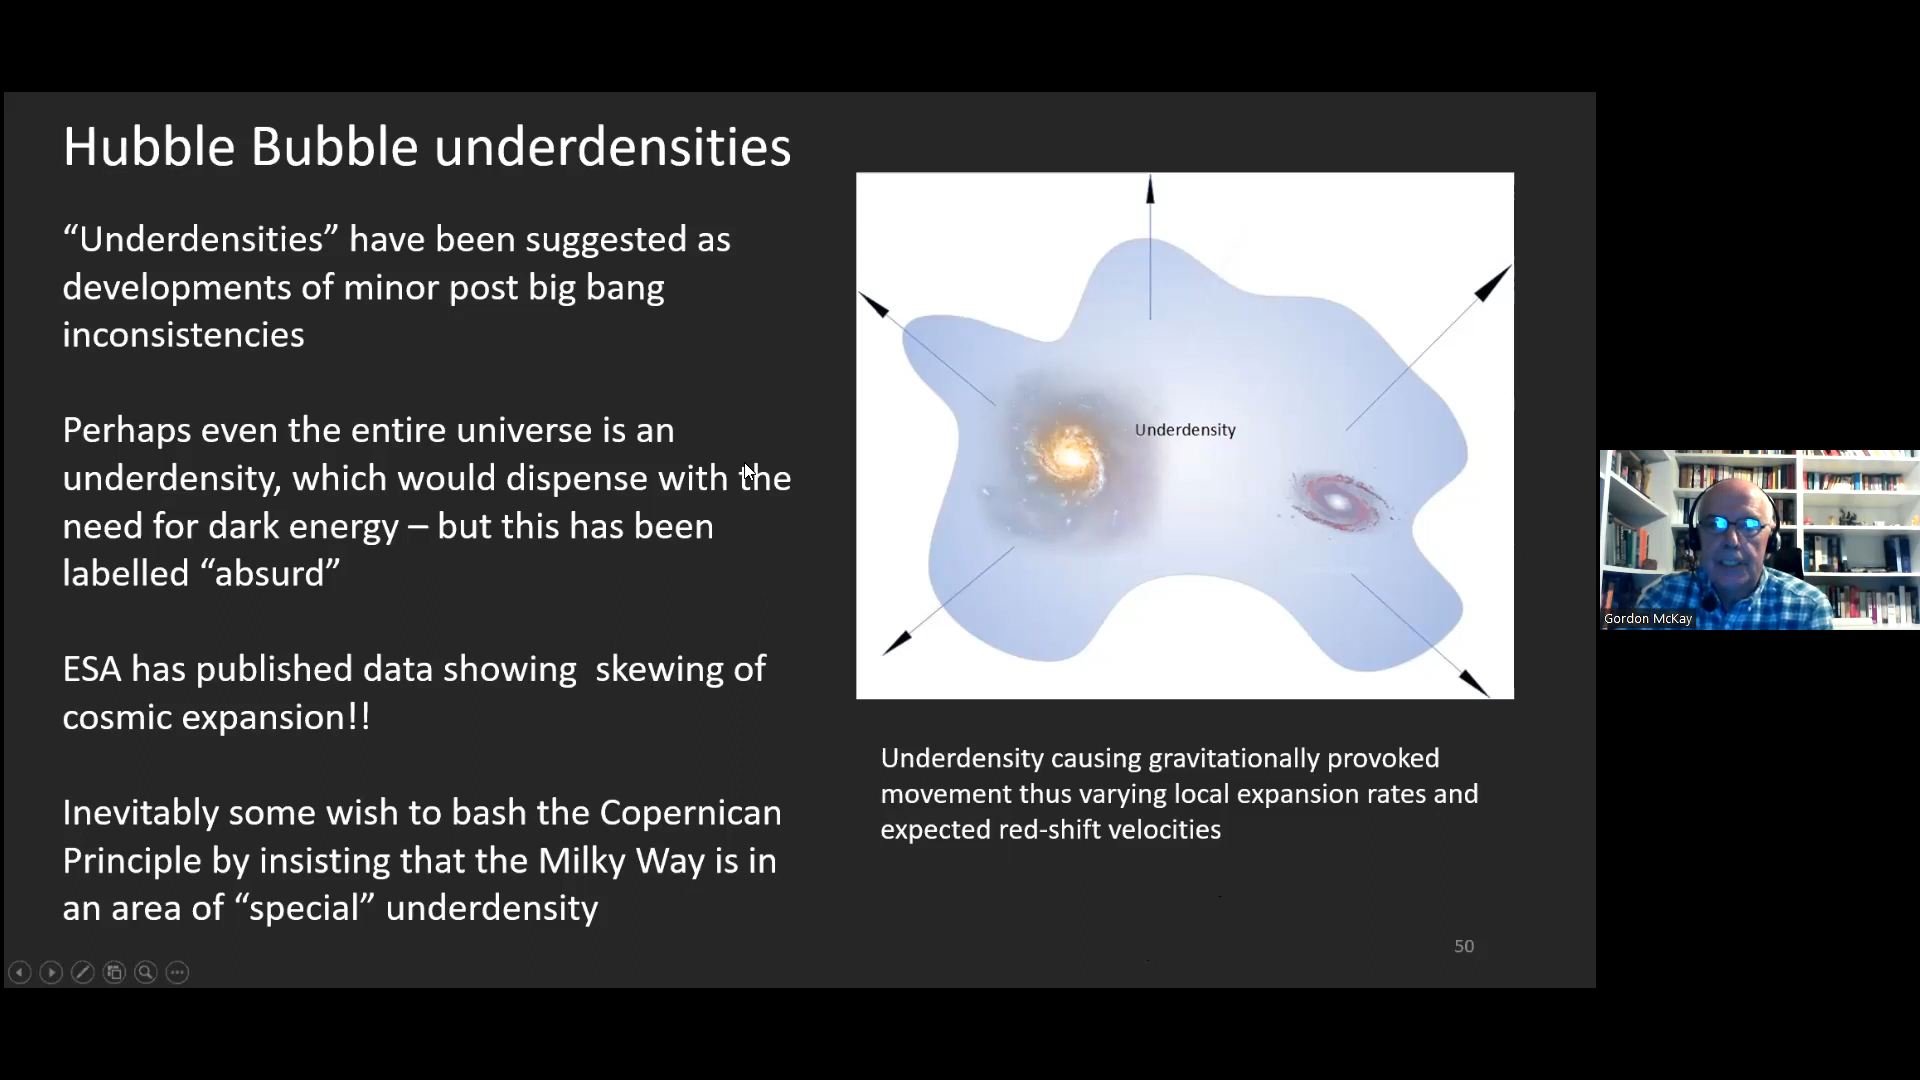 Hubble Bubble underdensities
“Underdensities” have been suggested as
developments of minor post big bang
inconsistencies
Perhaps even the entire universe is an
underdensity, which would dispense with the
need for dark energy – but this has been
labelled “absurd”
ESA has published data showing  skewing of
cosmic expansion!!
Inevitably some wish to bash the Copernican
Principle by insisting that the Milky Way is in
an area of “special” underdensity
Underdensity
Underdensity causing gravitationally provoked
movement thus varying local expansion rates and
expected red-shift velocities
50
Gordon McKay